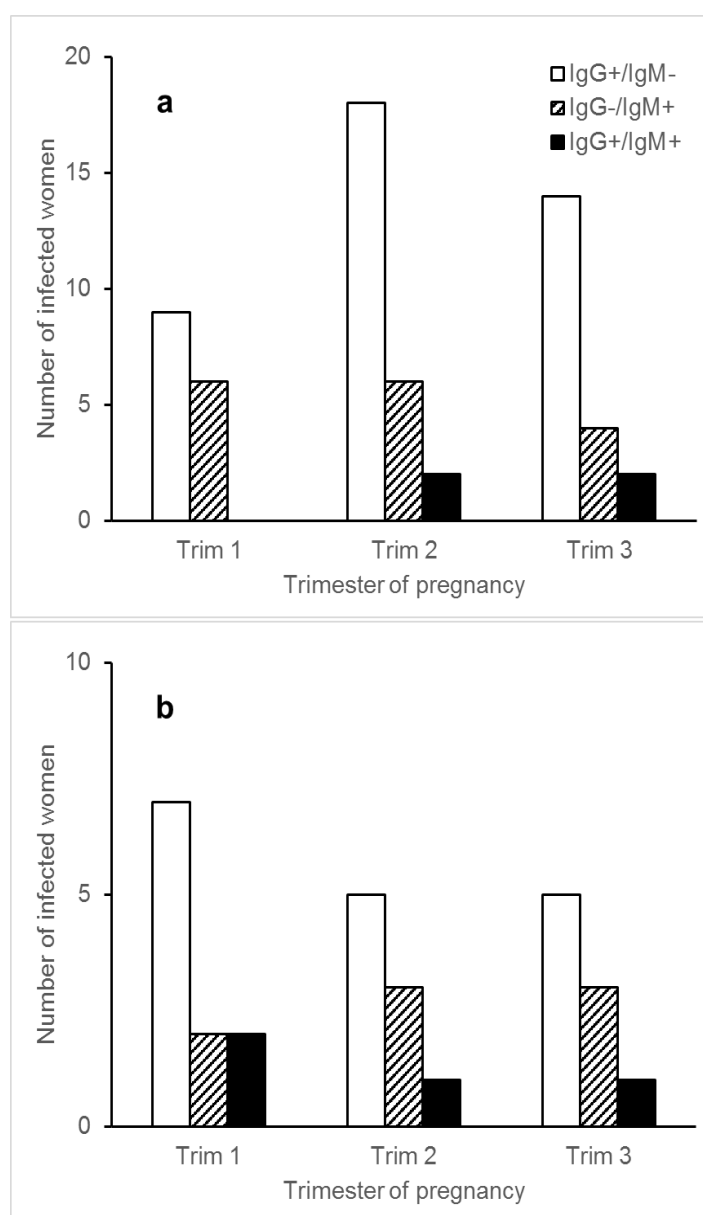 20
15
10
5
0
a
IgG+/IgM-
IgG-/IgM+
IgG+/IgM+
Number of infected women
Trim 1 Trim 2 Trim 3
Trimester of pregnancy
10
5
0
b
Number of infected women
Trim 1 Trim 2 Trim 3
Trimester of pregnancy